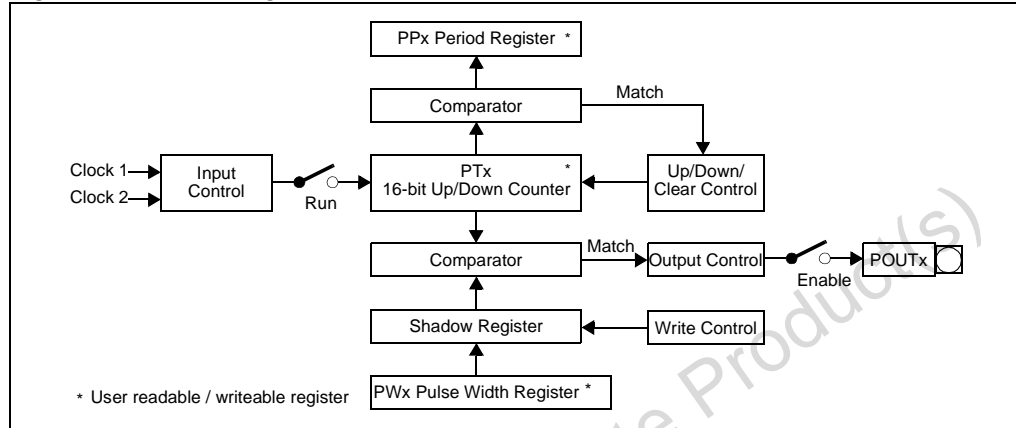 PPx Period Register *
Comparator
Match
Clock 1
Clock 2
Input
Control
Run
PTx *
16-bit Up/Down Counter
Up/Down/
Clear Control
Comparator
Match
Output Control
Enable
POUTx
Shadow Register
Write Control
PWx Pulse Width Register *
* User readable / writeable register
Product(s)